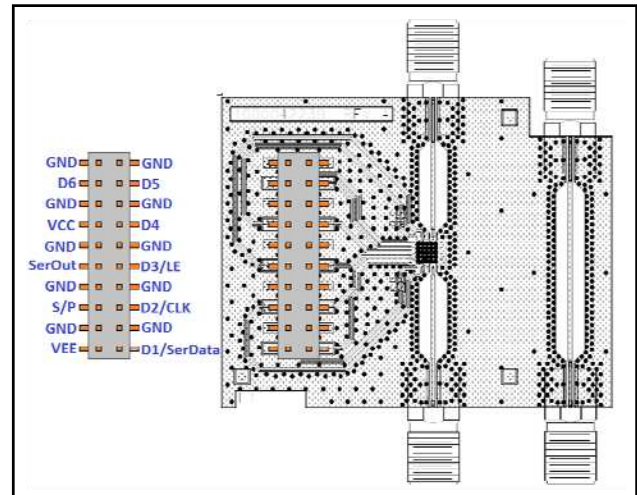 GND GND
D6 D5
GND GND
VCC D4
GND GND
SerOut D3/LE
GND GND
S/P D2/CLK
GND GND
VEE D1/SerData